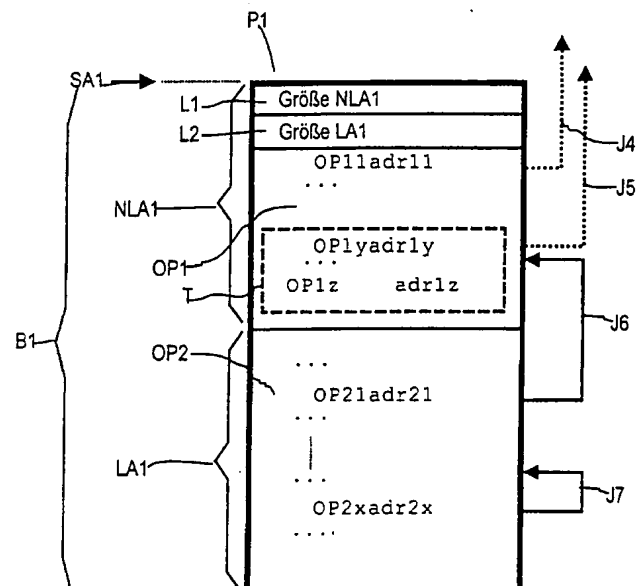 P1
SA1
L1 Größe NLA1
L2 Größe LA1
OP11adr11
...
J4
J5
NLA1
OP1
OP1yadr1y
...
T
OP1z adr1z
J6
B1
OP2
...
OP21adr21
...
LA1
...
OP2xadr2x
....
J7